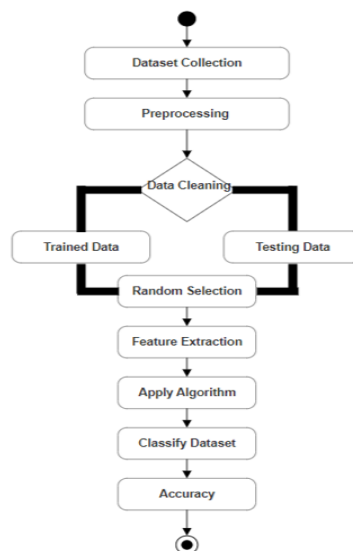 Dataset Collection
Preprocessing
Data Cleaning
Trained Data
Testing Data
Random Selection
Feature Extraction
Apply Algorithm
Classify Dataset
Accuracy